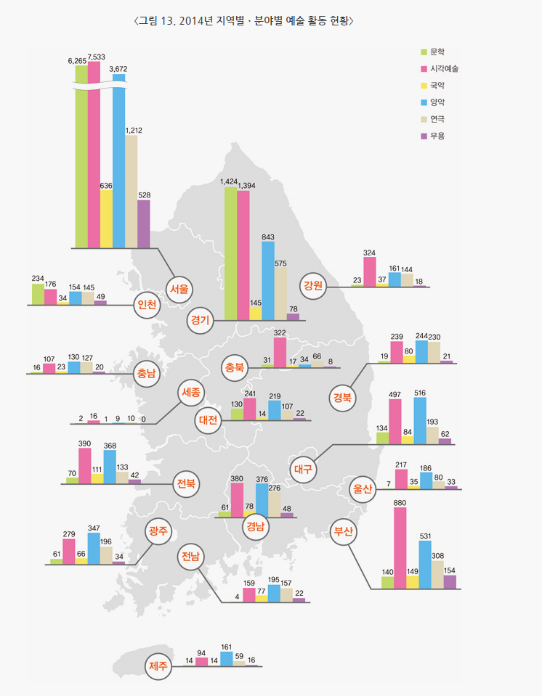 <그림 13. 2014년 지역별·분야별 예술 활동 현황>
문학
시각예술
국악
양악
연극
무용
6,265 7,533 636 3,672 1,212 528
서울
1,424 1,394 145 843 575 78
경기
234 176 34 154 145 49
인천
23 324 37 161 144 18
강원
16 107 23 130 127 20
충남
31 322 17 34 66 8
충북
19 239 80 244 230 21
경북
2 16 1 9 10 0
세종
130 241 14 219 107 22
대전
134 497 84 516 193 62
대구
70 390 111 368 133 42
전북
61 380 78 376 276 48
경남
7 217 35 186 80 33
울산
61 279 66 347 196 34
광주
4 159 77 195 157 22
전남
140 880 149 531 308 154
부산
14 94 14 161 59 16
제주